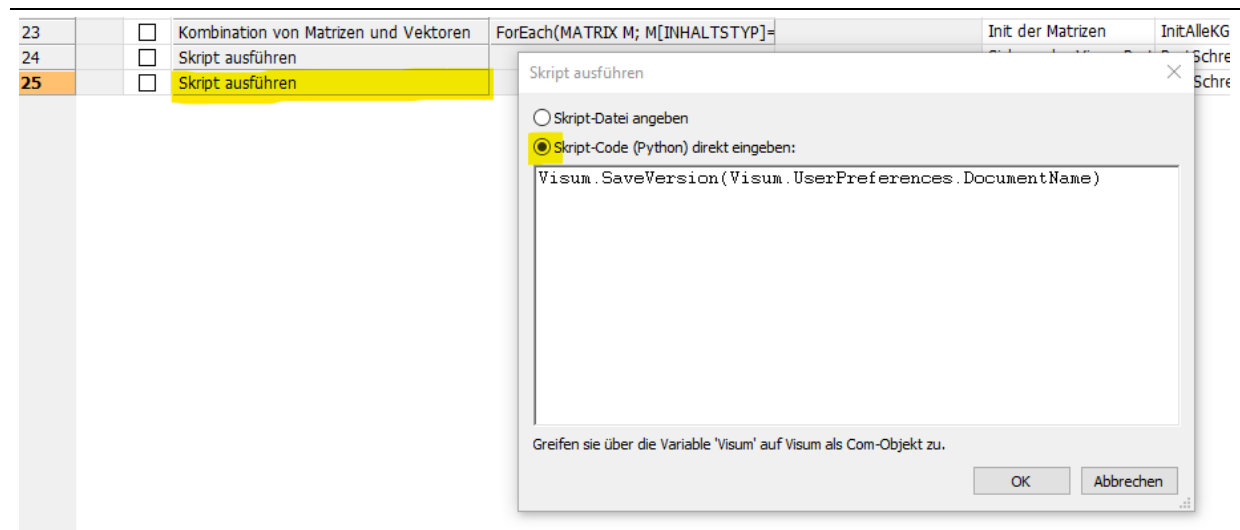 23 Kombination von Matrizen und Vektoren ForEach(MATRIX M; M[INHALTSTYP]= Init der Matrizen InitAlleKG
24 Skript ausführen
25 Skript ausführen
Skript ausführen
Skript-Datei angeben
Skript-Code (Python) direkt eingeben:
Visum.SaveVersion(Visum.UserPreferences.DocumentName)
Greifen sie über die Variable 'Visum' auf Visum als Com-Objekt zu.
OK Abbrechen